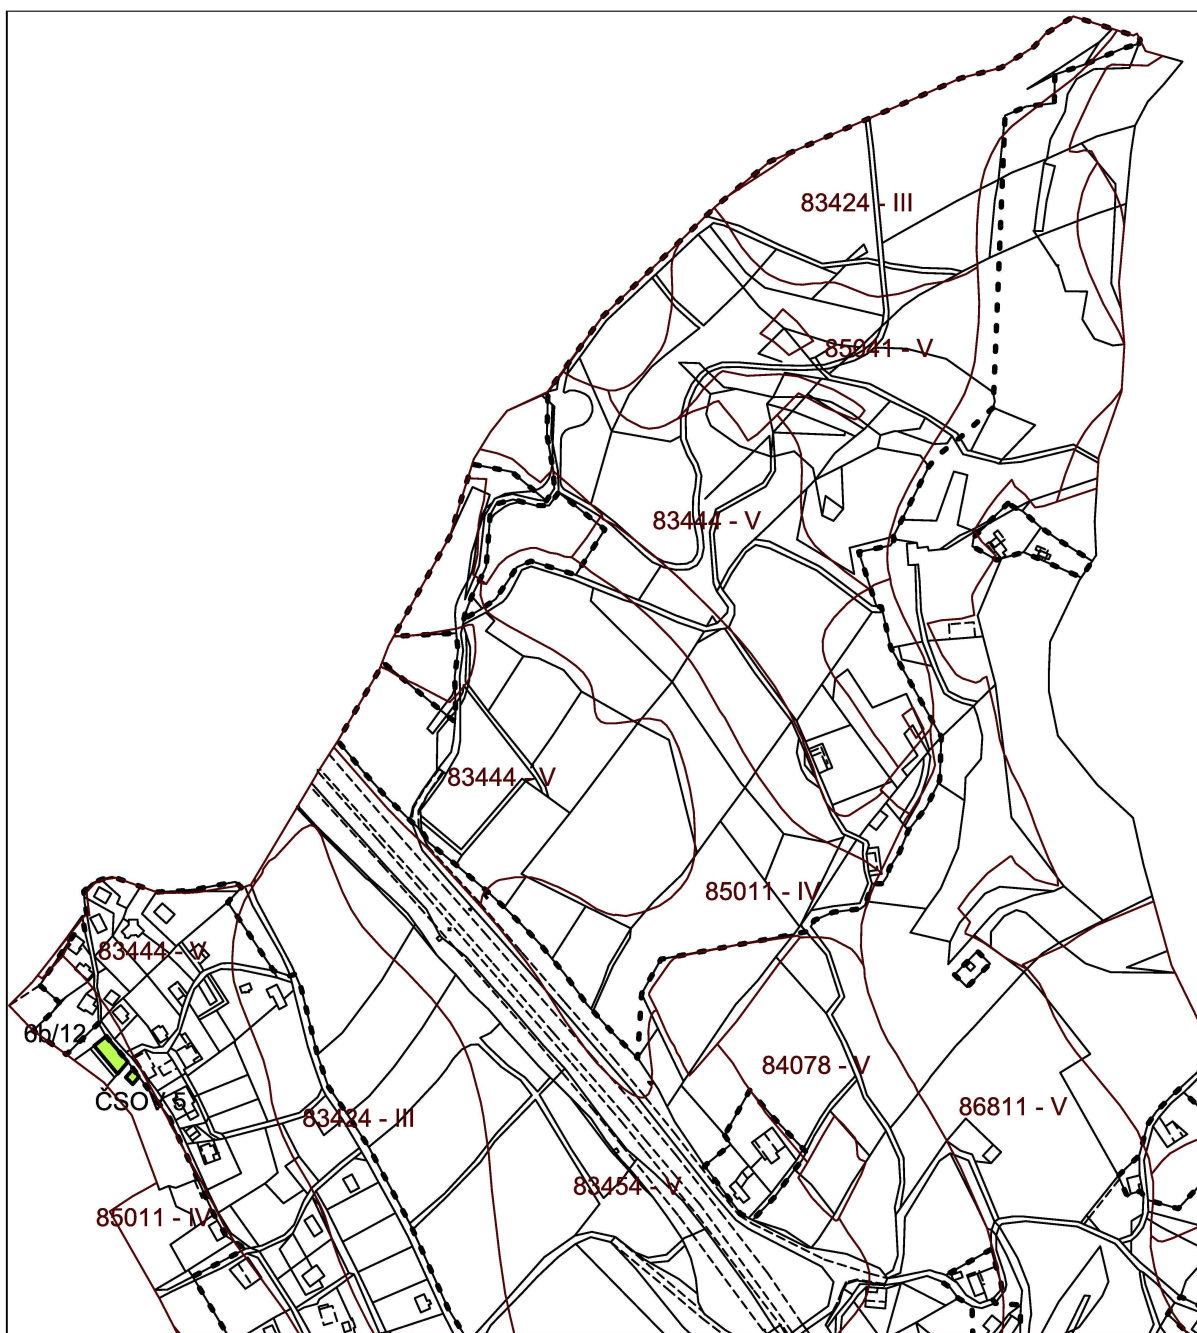 83424 - III
85041 - V
83444 - V
83444 - V
85011 - IV
83444 - V
6b/12
84078 - V
ČSOV 5
83424 - III
86811 - V
83454 - V
85011 - IV